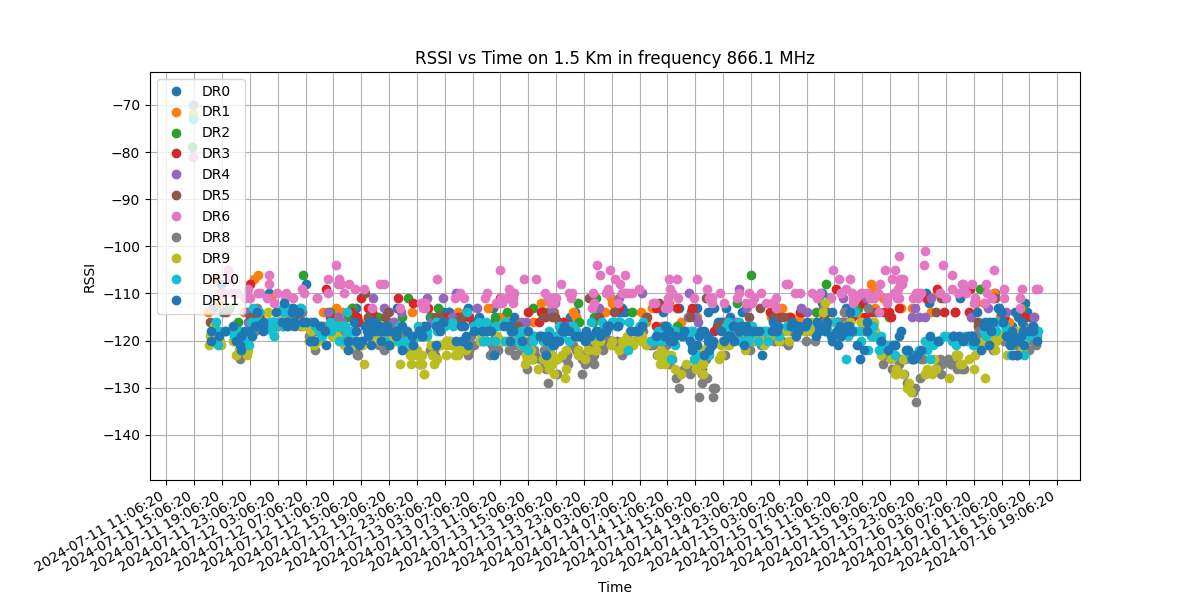 RSSI vs Time on 1.5 Km in frequency 866.1 MHz
RSSI
−70
−80
−90
−100
−110
−120
−130
−140
DR0
DR1
DR2
DR3
DR4
DR5
DR6
DR8
DR9
DR10
DR11
2024-07-11 11:06:20
2024-07-11 15:06:20
2024-07-11 19:06:20
2024-07-11 23:06:20
2024-07-12 03:06:20
2024-07-12 07:06:20
2024-07-12 11:06:20
2024-07-12 15:06:20
2024-07-12 19:06:20
2024-07-12 23:06:20
2024-07-13 03:06:20
2024-07-13 07:06:20
2024-07-13 11:06:20
2024-07-13 15:06:20
2024-07-13 19:06:20
2024-07-13 23:06:20
2024-07-14 03:06:20
2024-07-14 07:06:20
2024-07-14 11:06:20
2024-07-14 15:06:20
2024-07-14 19:06:20
2024-07-14 23:06:20
2024-07-15 03:06:20
2024-07-15 07:06:20
2024-07-15 11:06:20
2024-07-15 15:06:20
2024-07-15 19:06:20
2024-07-15 23:06:20
2024-07-16 03:06:20
2024-07-16 07:06:20
2024-07-16 11:06:20
2024-07-16 15:06:20
2024-07-16 19:06:20
Time